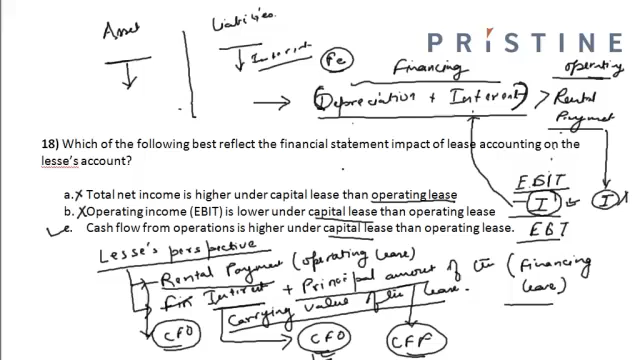 Asset
Liabilities
Interest
Fe
PRISTINE
Financing
operating
(Depreciation + Interest) > Rental Payment
18) Which of the following best reflect the financial statement impact of lease accounting on the
lesse's account?
a. Total net income is higher under capital lease than operating lease
b. Operating income (EBIT) is lower under capital lease than operating lease
c. Cash flow from operations is higher under capital lease than operating lease.
EBIT
I
I
EBT
Lesse's perspective
Rental Payment (operating lease)
Interest + Principal amount of the (Financing lease)
Carrying value of the lease.
CFO
CFO
CFF